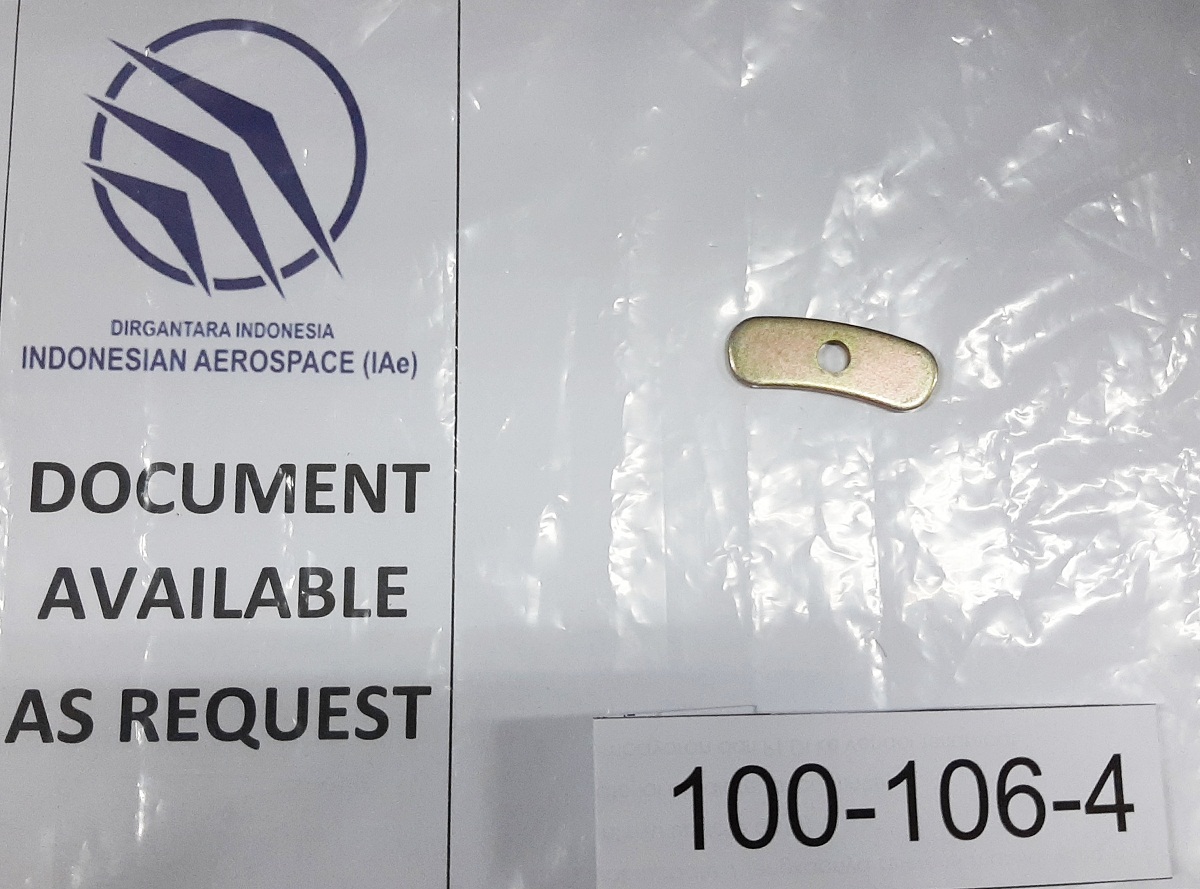 DIRGANTARA INDONESIA
INDONESIAN AEROSPACE (IAe)
DOCUMENT
AVAILABLE
AS REQUEST
100-106-4